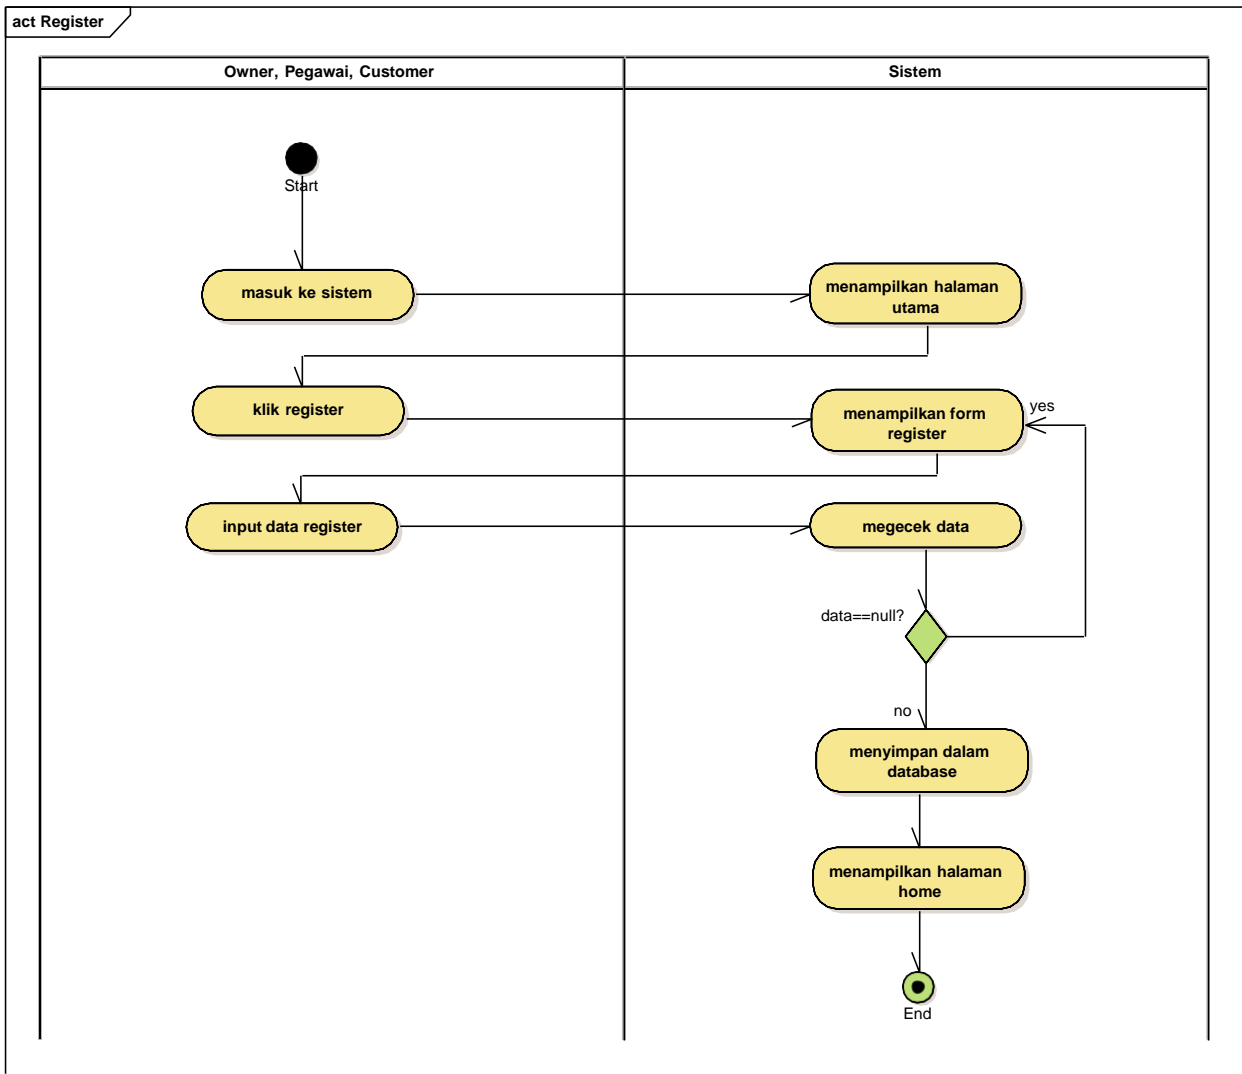 act Register
Owner, Pegawai, Customer
Sistem
Start
masuk ke sistem
menampilkan halaman
utama
klik register
menampilkan form
register
yes
input data register
megecek data
data==null?
no
menyimpan dalam
database
menampilkan halaman
home
End